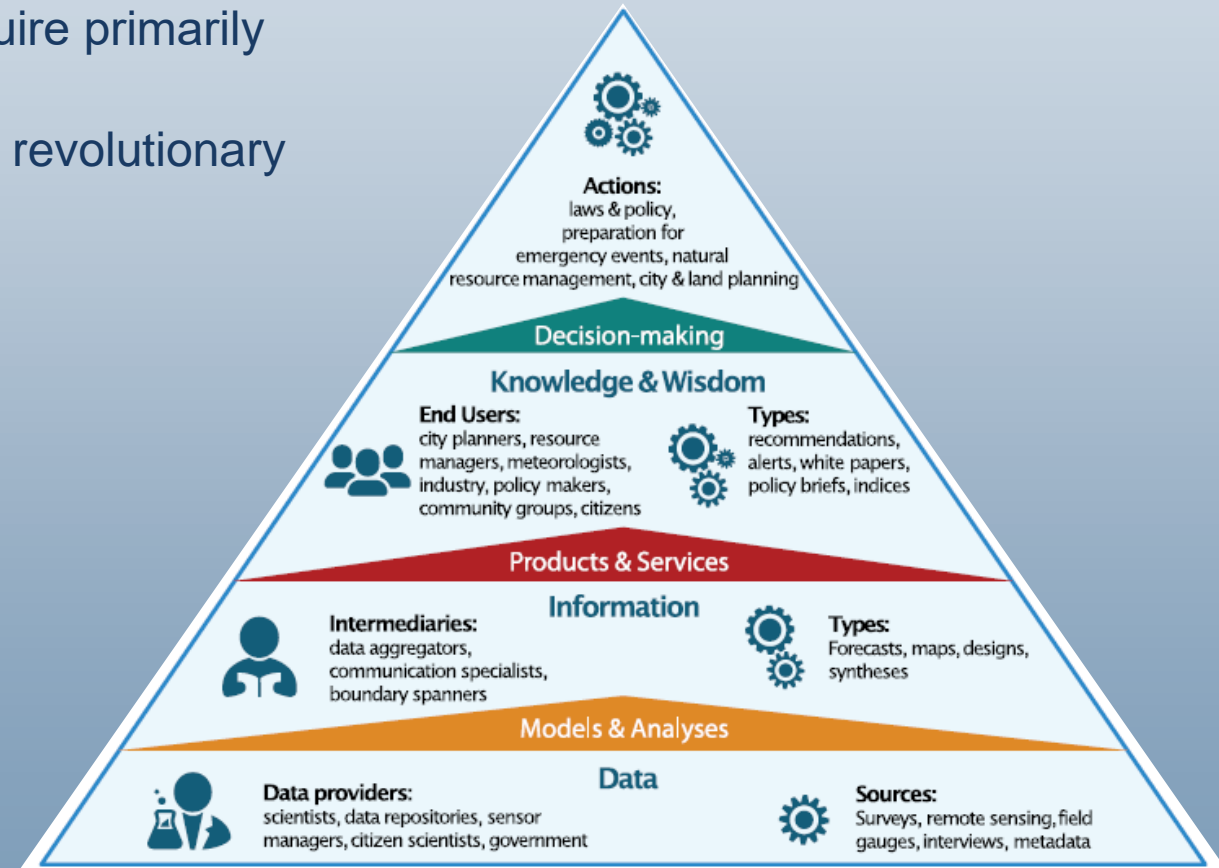 uire primarily
revolutionary
Actions:
laws & policy,
preparation for
emergency events, natural
resource management, city & land planning
Decision-making
Knowledge & Wisdom
End Users:
city planners, resource
managers, meteorologists,
industry, policy makers,
community groups, citizens
Types:
recommendations,
alerts, white papers,
policy briefs, indices
Products & Services
Information
Intermediaries:
data aggregators,
communication specialists,
boundary spanners
Types:
Forecasts, maps, designs,
syntheses
Models & Analyses
Data
Data providers:
scientists, data repositories, sensor
managers, citizen scientists, government
Sources:
Surveys, remote sensing, field
gauges, interviews, metadata